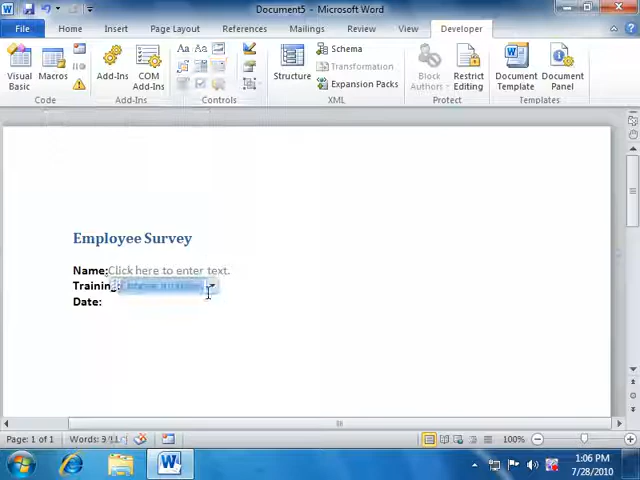 Document5 - Microsoft Word
File Home Insert Page Layout References Mailings Review View Developer
Visual Basic
Macros
Code
Add-Ins
COM Add-Ins
Add-Ins
Aa Aa
Controls
Structure
Schema
Transformation
Expansion Packs
XML
Block Authors
Restrict Editing
Protect
Document Template
Document Panel
Templates
Employee Survey
Name: Click here to enter text.
Training:
Date:
Page: 1 of 1 Words: 100%
1:06 PM
7/28/2010